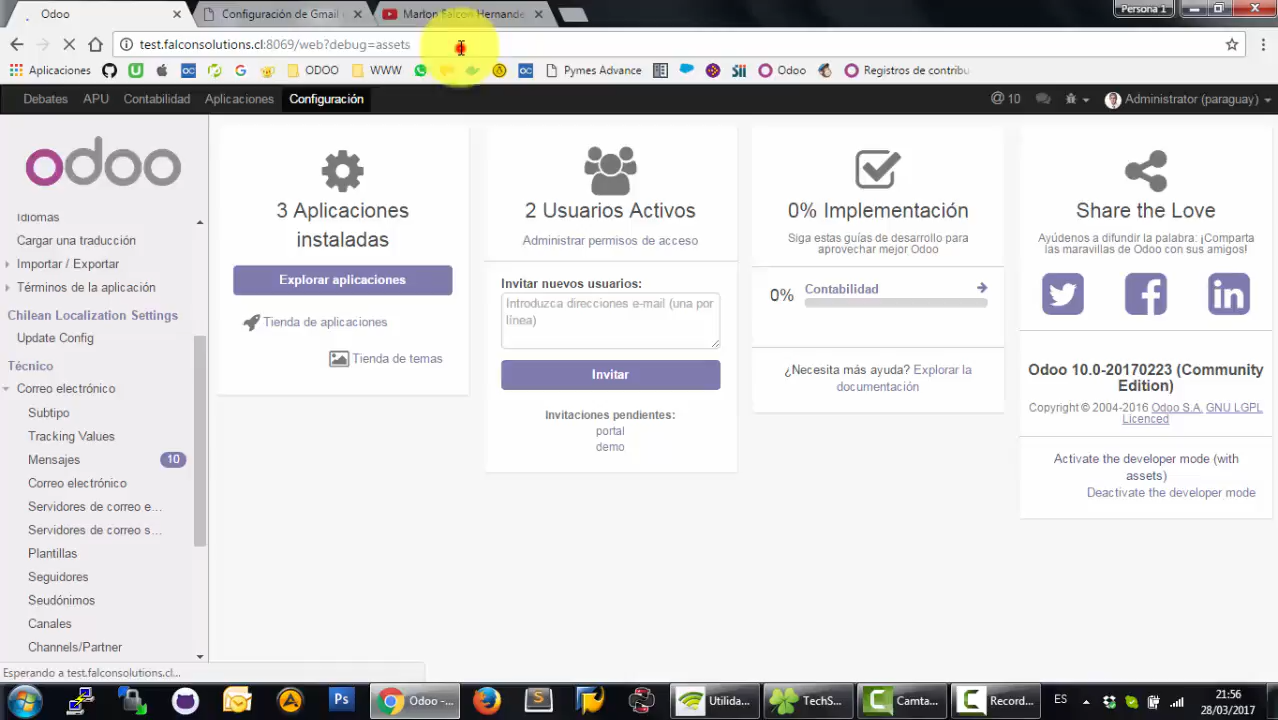 Odoo
Configuración de Gmail
Marlon Falcon Hernande
Persona 1
test.falconsolutions.cl:8069/web?debug=assets
Aplicaciones
ODOO
WWW
Pymes Advance
Odoo
Registros de contribu
Debates
APU
Contabilidad
Aplicaciones
Configuración
@ 10
Administrator (paraguay)
odoo
Idiomas
Cargar una traducción
Importar / Exportar
Términos de la aplicación
Chilean Localization Settings
Update Config
Técnico
Correo electrónico
Subtipo
Tracking Values
Mensajes 10
Correo electrónico
Servidores de correo e...
Servidores de correo s...
Plantillas
Seguidores
Seudónimos
Canales
Channels/Partner
3 Aplicaciones
instaladas
Explorar aplicaciones
Tienda de aplicaciones
Tienda de temas
2 Usuarios Activos
Administrar permisos de acceso
Invitar nuevos usuarios:
Introduzca direcciones e-mail (una por
línea)
Invitar
Invitaciones pendientes:
portal
demo
0% Implementación
Siga estas guías de desarrollo para
aprovechar mejor Odoo
0%
Contabilidad
¿Necesita más ayuda? Explorar la
documentación
Share the Love
Ayúdenos a difundir la palabra: ¡Comparta
las maravillas de Odoo con sus amigos!
Odoo 10.0-20170223 (Community
Edition)
Copyright © 2004-2016 Odoo S.A. GNU LGPL
Licenced
Activate the developer mode (with
assets)
Deactivate the developer mode
Esperando a test.falconsolutions.cl...
Ps
Odoo -...
Utilida...
TechS...
Camta...
Record...
ES
21:56
28/03/2017